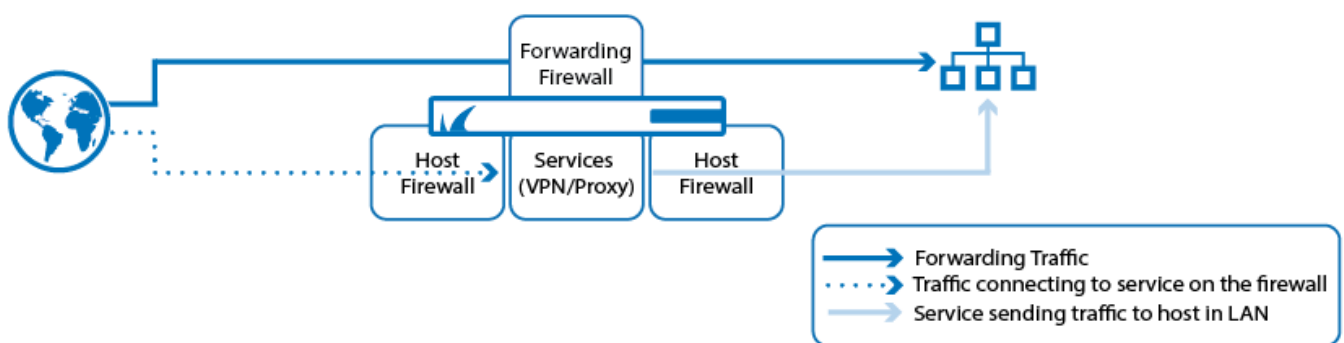 Forwarding
Firewall
Host
Firewall
Services
(VPN/Proxy)
Host
Firewall
Forwarding Traffic
Traffic connecting to service on the firewall
Service sending traffic to host in LAN